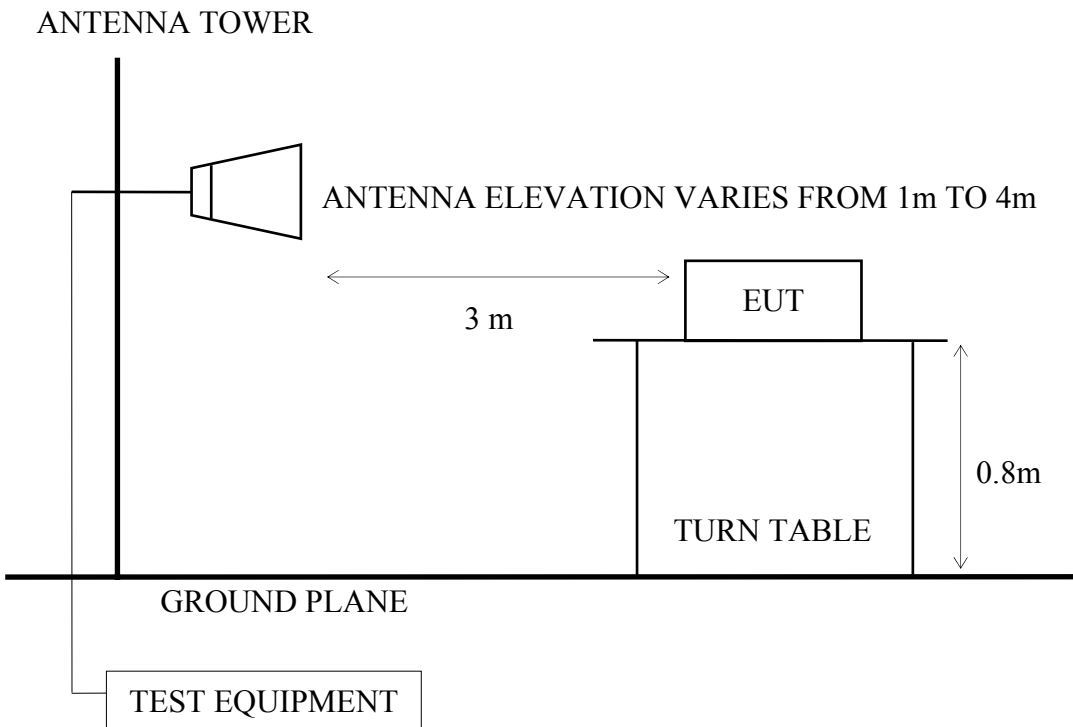 ANTENNA TOWER
ANTENNA ELEVATION VARIES FROM 1m TO 4m
EUT
3 m
0.8m
TURN TABLE
GROUND PLANE
TEST EQUIPMENT